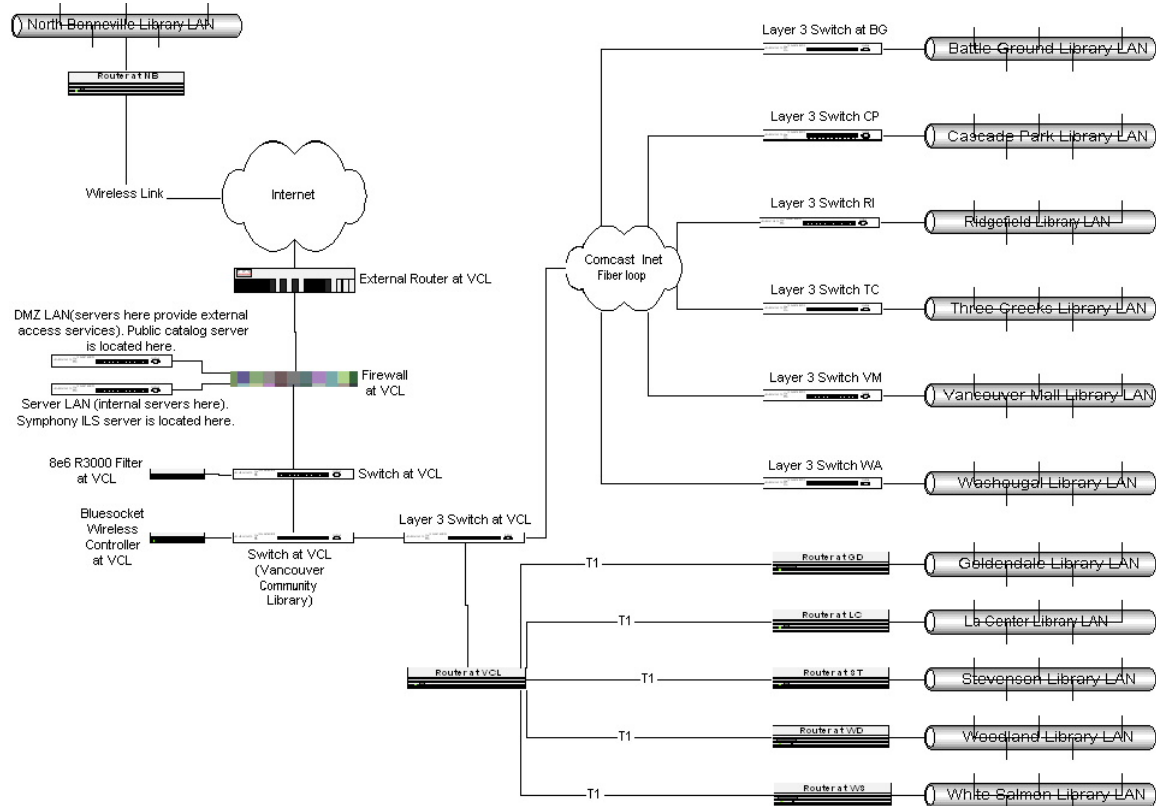 North Bonneville Library LAN
Router at NB
Wireless Link
Internet
External Router at VCL
DMZ LAN(servers here provide external
access services). Public catalog server
is located here.
Firewall
at VCL
Server LAN (internal servers here).
Symphony ILS server is located here.
8e6 R3000 Filter
at VCL
Switch at VCL
Bluesocket
Wireless
Controller
at VCL
Switch at VCL
(Vancouver
Community
Library)
Layer 3 Switch at VCL
Router at VCL
Comcast Inet
Fiber loop
Layer 3 Switch at BG
Battle Ground Library LAN
Layer 3 Switch CP
Cascade Park Library LAN
Layer 3 Switch RI
Ridgefield Library LAN
Layer 3 Switch TC
Three Creeks Library LAN
Layer 3 Switch VM
Vancouver Mall Library LAN
Layer 3 Switch WA
Washougal Library LAN
T1
Router at GD
Goldendale Library LAN
T1
Router at LC
La Center Library LAN
T1
Router at ST
Stevenson Library LAN
T1
Router at WD
Woodland Library LAN
T1
Router at WS
White Salmon Library LAN